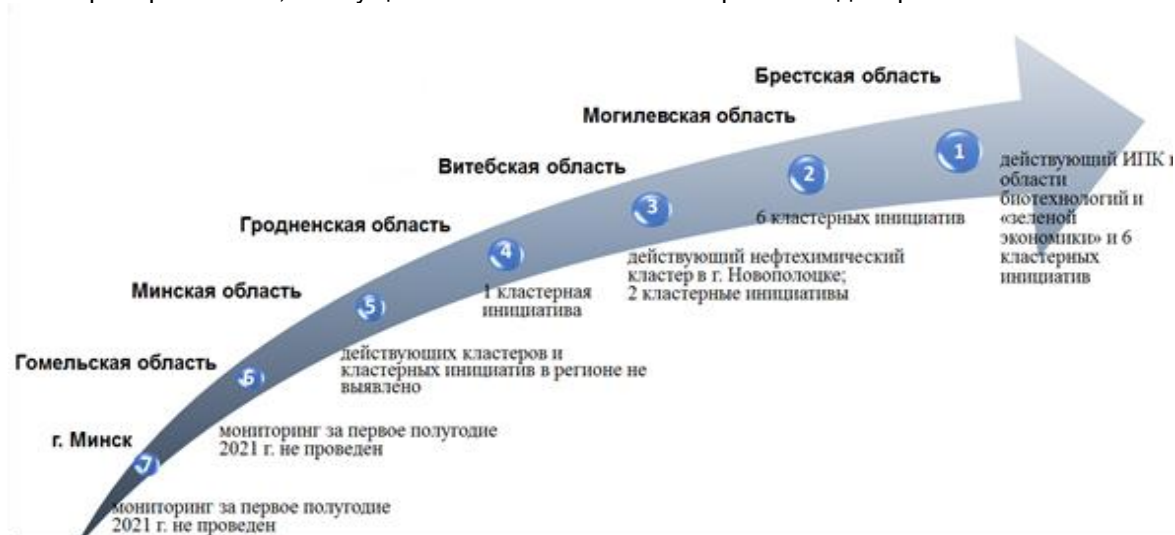 Брестская область
Могилевская область
1
действующий ИПК
области
биотехнологий и
«зеленой
экономики» и 6
кластерных
инициатив
Витебская область
2
6 кластерных инициатив
3
Гродненская область
действующий нефтехимический
кластер в г. Новополоцке;
2 кластерные инициативы
4
1 кластерная
инициатива
Минская область
5
действующих кластеров и
кластерных инициатив в регионе не
выявлено
Гомельская область
6
мониторинг за первое полугодие
2021 г. не проведен
г. Минск
7
мониторинг за первое полугодие
2021 г. не проведен